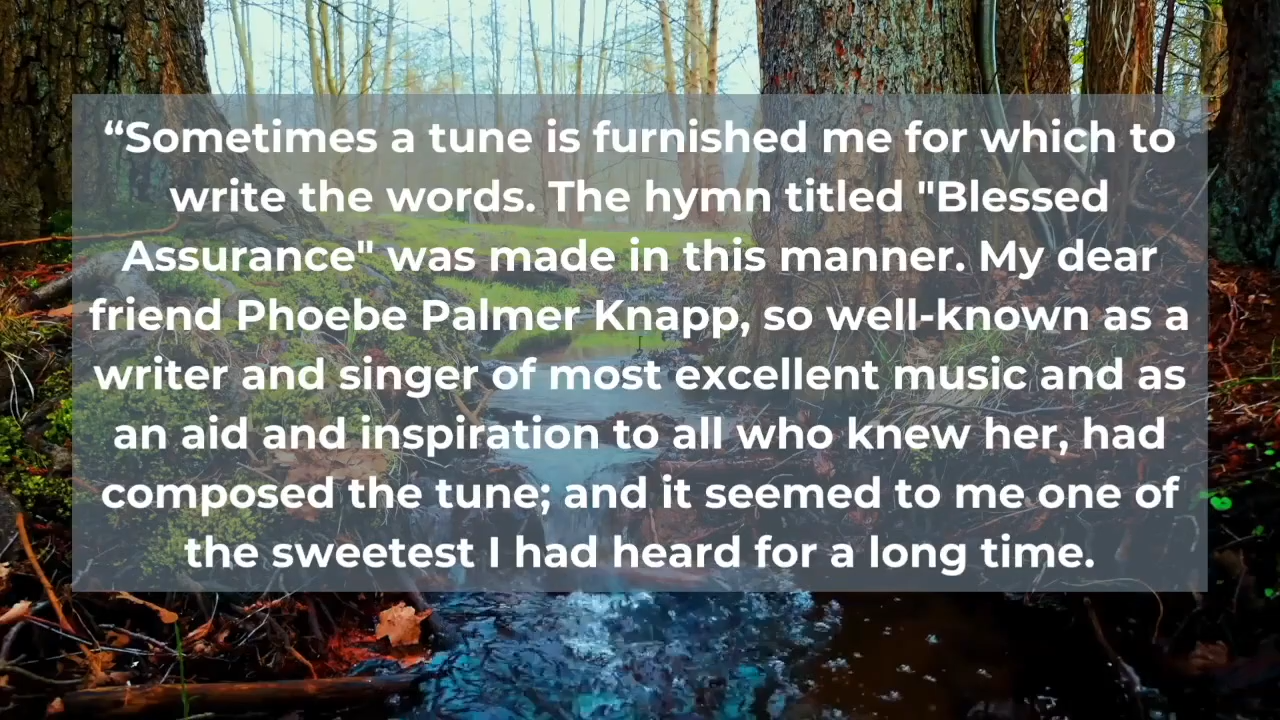 “Sometimes a tune is furnished me for which to
write the words. The hymn titled "Blessed
Assurance" was made in this manner. My dear
friend Phoebe Palmer Knapp, so well-known as a
writer and singer of most excellent music and as
an aid and inspiration to all who knew her, had
composed the tune; and it seemed to me one of
the sweetest I had heard for a long time.